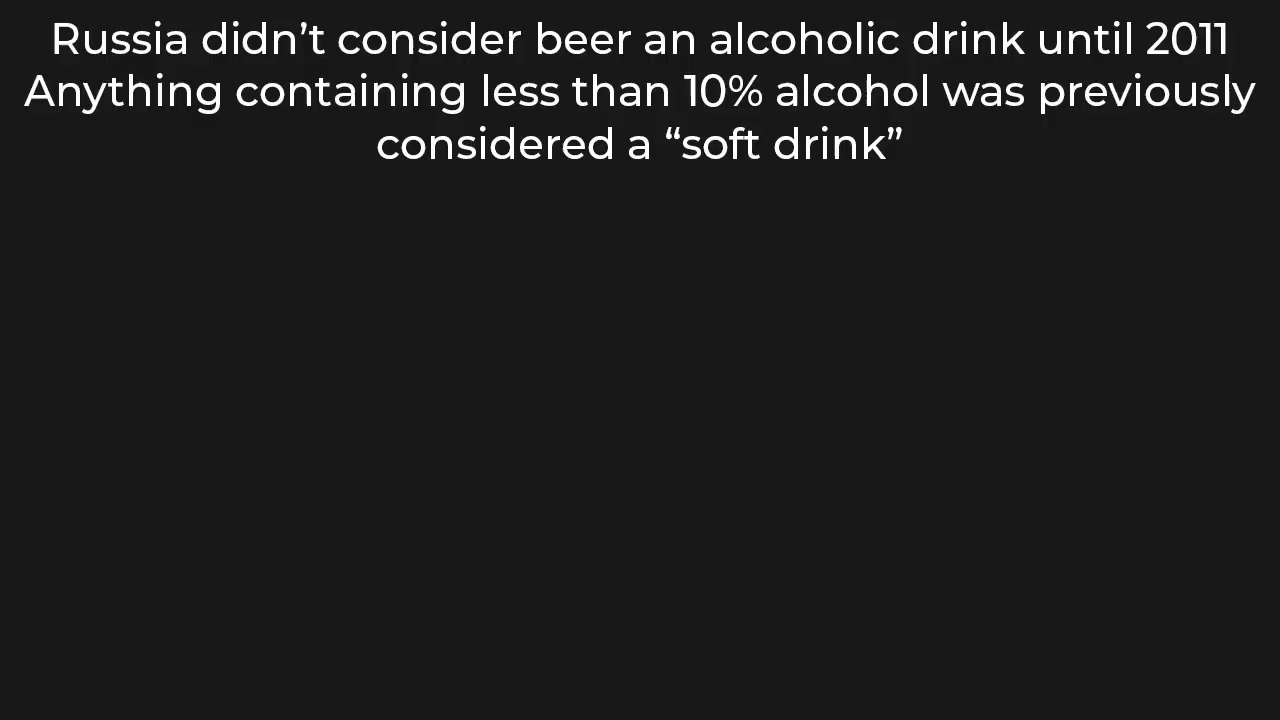 Russia didn’t consider beer an alcoholic drink until 2011
Anything containing less than 10% alcohol was previously
considered a “soft drink”